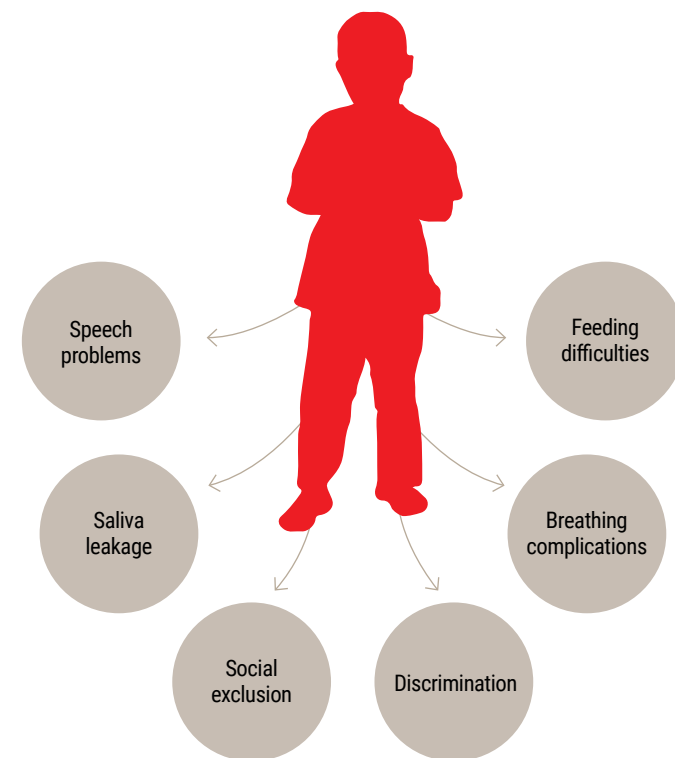 Speech
problems
Feeding
difficulties
Saliva
leakage
Breathing
complications
Social
exclusion
Discrimination